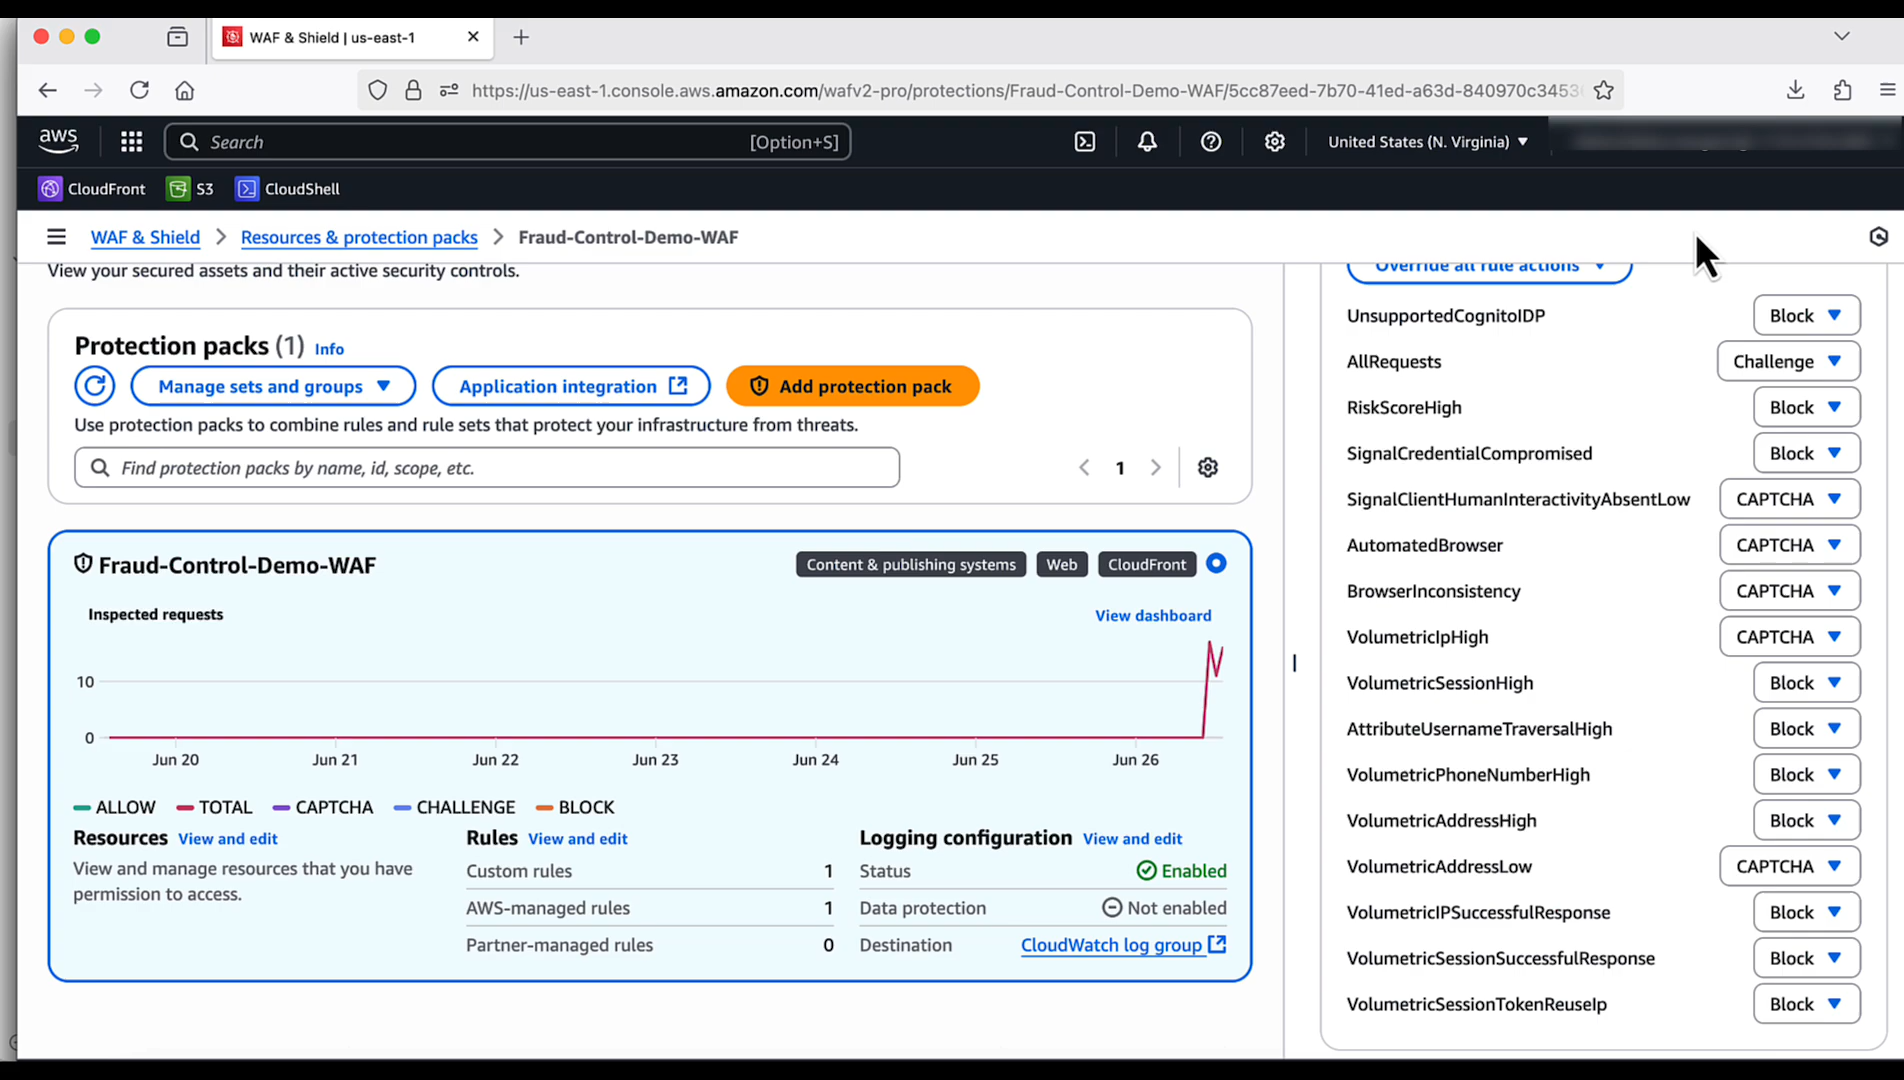 WAF & Shield | us-east-1
https://us-east-1.console.aws.amazon.com/wafv2-pro/protections/Fraud-Control-Demo-WAF/5cc87eed-7b70-41ed-a63d-840970c3453
aws
Search
[Option+S]
United States (N. Virginia)
CloudFront
S3
CloudShell
WAF & Shield
Resources & protection packs
Fraud-Control-Demo-WAF
View your secured assets and their active security controls.
Protection packs (1) Info
Manage sets and groups
Application integration
Add protection pack
Use protection packs to combine rules and rule sets that protect your infrastructure from threats.
Find protection packs by name, id, scope, etc.
1
Fraud-Control-Demo-WAF
Content & publishing systems
Web
CloudFront
Inspected requests
View dashboard
10
0
Jun 20
Jun 21
Jun 22
Jun 23
Jun 24
Jun 25
Jun 26
ALLOW
TOTAL
CAPTCHA
CHALLENGE
BLOCK
Resources View and edit
View and manage resources that you have
permission to access.
Rules View and edit
Custom rules 1
AWS-managed rules 1
Partner-managed rules 0
Logging configuration View and edit
Status Enabled
Data protection Not enabled
Destination CloudWatch log group
Override all rule actions
UnsupportedCognitoIDP Block
AllRequests Challenge
RiskScoreHigh Block
SignalCredentialCompromised Block
SignalClientHumanInteractivityAbsentLow CAPTCHA
AutomatedBrowser CAPTCHA
BrowserInconsistency CAPTCHA
VolumetricIpHigh CAPTCHA
VolumetricSessionHigh Block
AttributeUsernameTraversalHigh Block
VolumetricPhoneNumberHigh Block
VolumetricAddressHigh Block
VolumetricAddressLow CAPTCHA
VolumetricIPSuccessfulResponse Block
VolumetricSessionSuccessfulResponse Block
VolumetricSessionTokenReuseIp Block